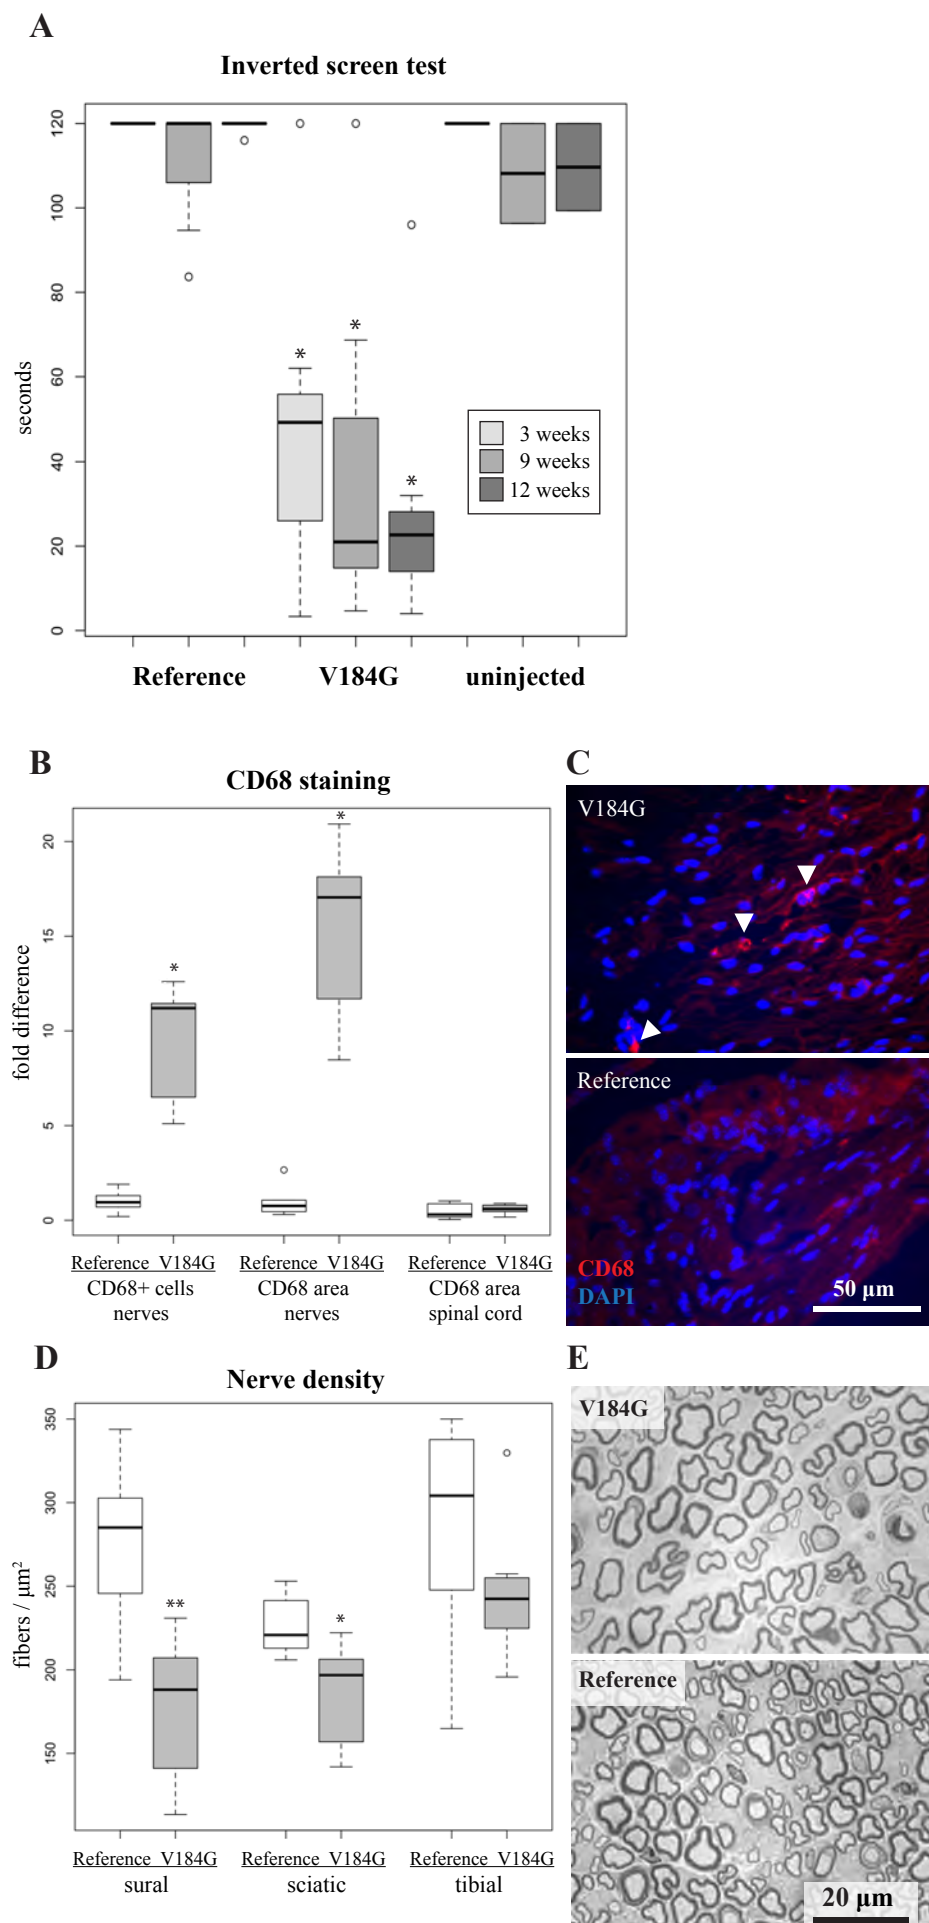 A
Inverted screen test
120
100
80
60
40
20
0
seconds
*
*
*
3 weeks
9 weeks
12 weeks
Reference
V184G
uninjected
B
CD68 staining
20
15
10
5
0
fold difference
*
*
Reference V184G
CD68+ cells
nerves
Reference V184G
CD68 area
nerves
Reference V184G
CD68 area
spinal cord
C
V184G
Reference
CD68
DAPI
50 µm
D
Nerve density
350
300
250
200
150
fibers / µm²
**
*
Reference V184G
sural
Reference V184G
sciatic
Reference V184G
tibial
E
V184G
Reference
20 µm